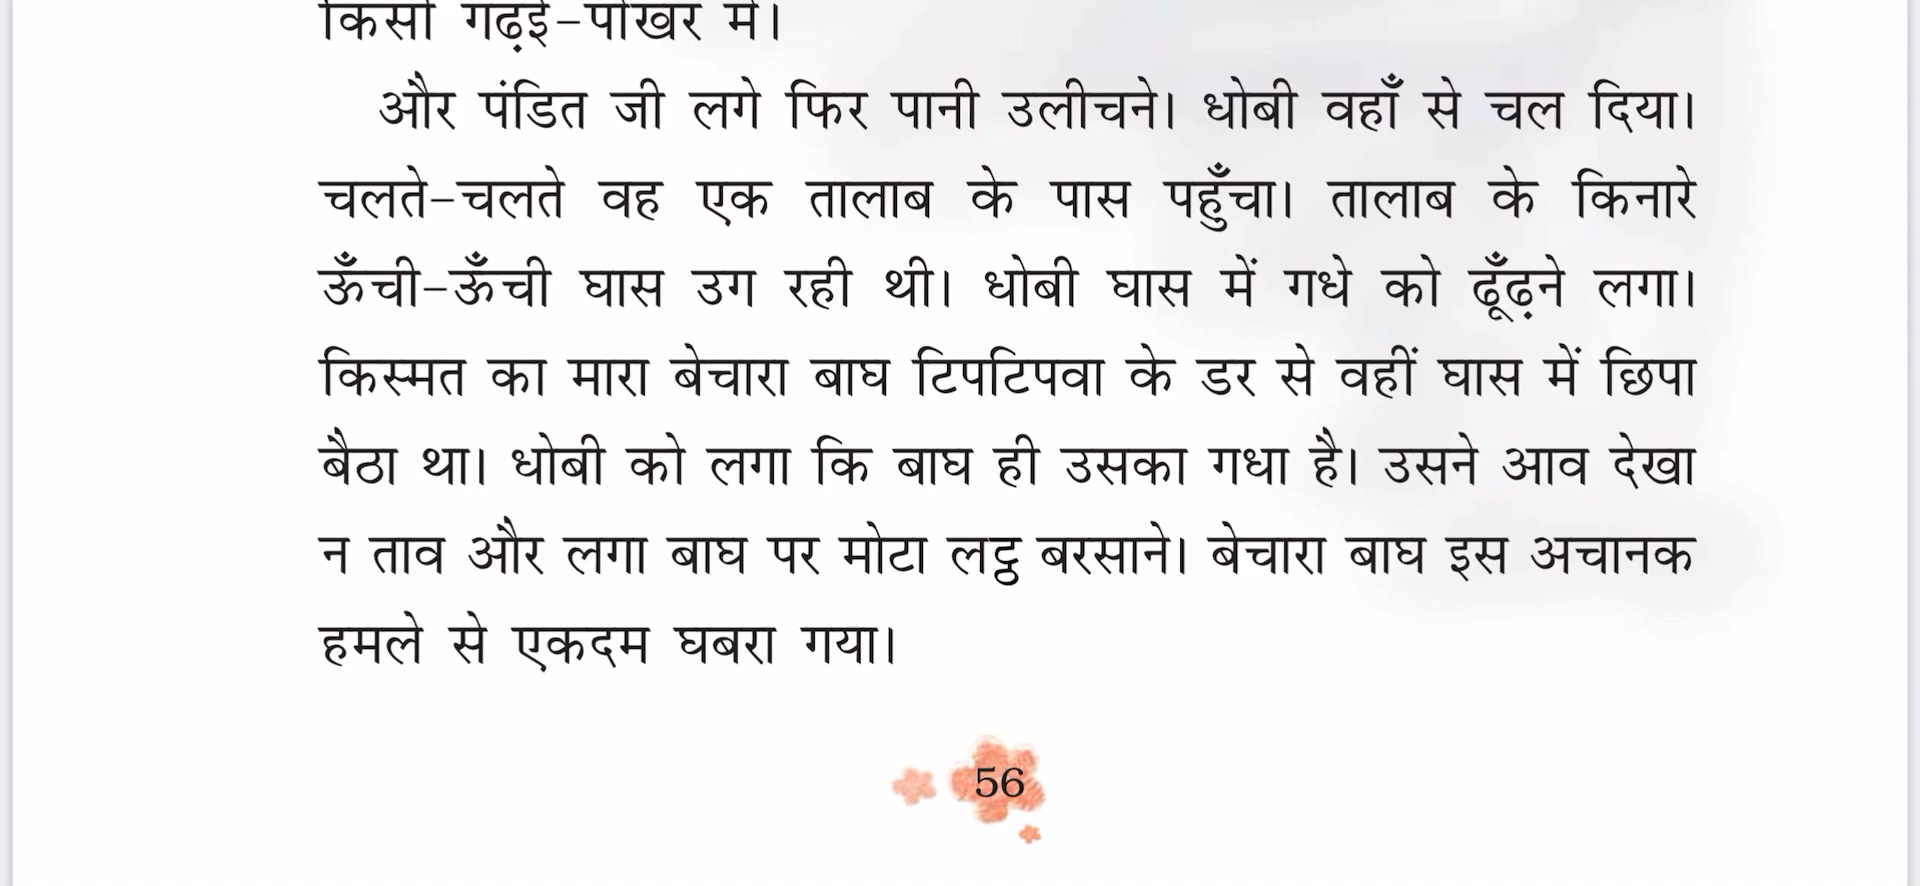 किसी गढ़ई-पोखर में।
और पंडित जी लगे फिर पानी उलीचने। धोबी वहाँ से चल दिया।
चलते-चलते वह एक तालाब के पास पहुँचा। तालाब के किनारे
ऊँची-ऊँची घास उग रही थी। धोबी घास में गधे को ढूँढ़ने लगा।
किस्मत का मारा बेचारा बाघ टिपटिपवा के डर से वहीं घास में छिपा
बैठा था। धोबी को लगा कि बाघ ही उसका गधा है। उसने आव देखा
न ताव और लगा बाघ पर मोटा लट्ठ बरसाने। बेचारा बाघ इस अचानक
हमले से एकदम घबरा गया।
56